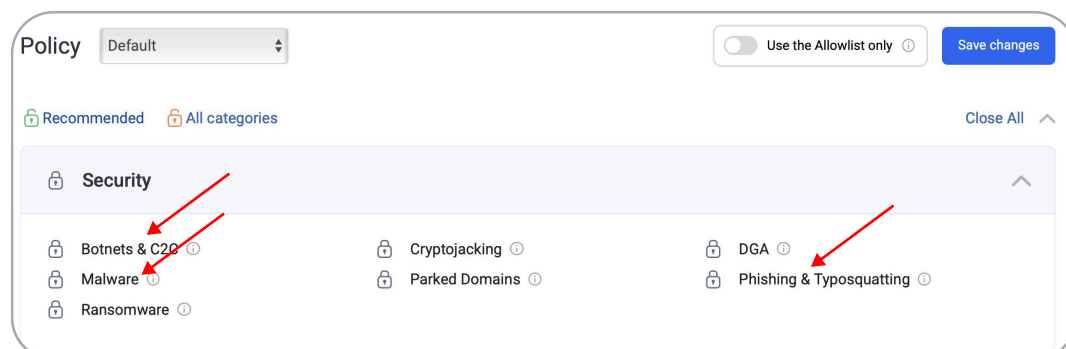 Policy Default Use the Allowlist only Save changes
Recommended All categories Close All
Security
Botnets & C2C Cryptojacking DGA
Malware Parked Domains Phishing & Typosquatting
Ransomware